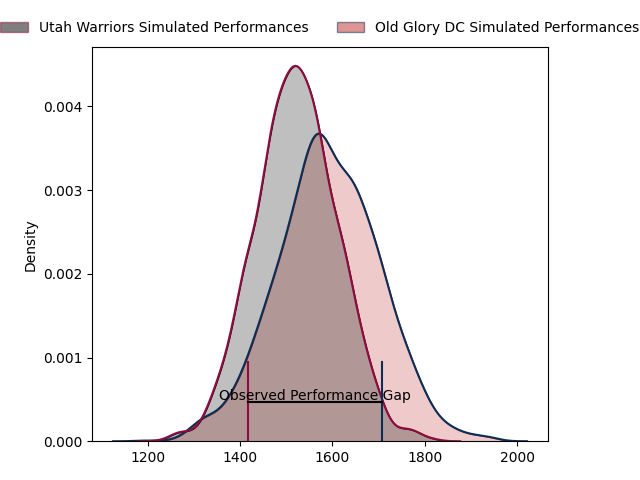 Utah Warriors Simulated Performances Old Glory DC Simulated Performances
0.004
0.003
0.002
0.001
0.000
Density
Observed Performance Gap
1200 1400 1600 1800 2000